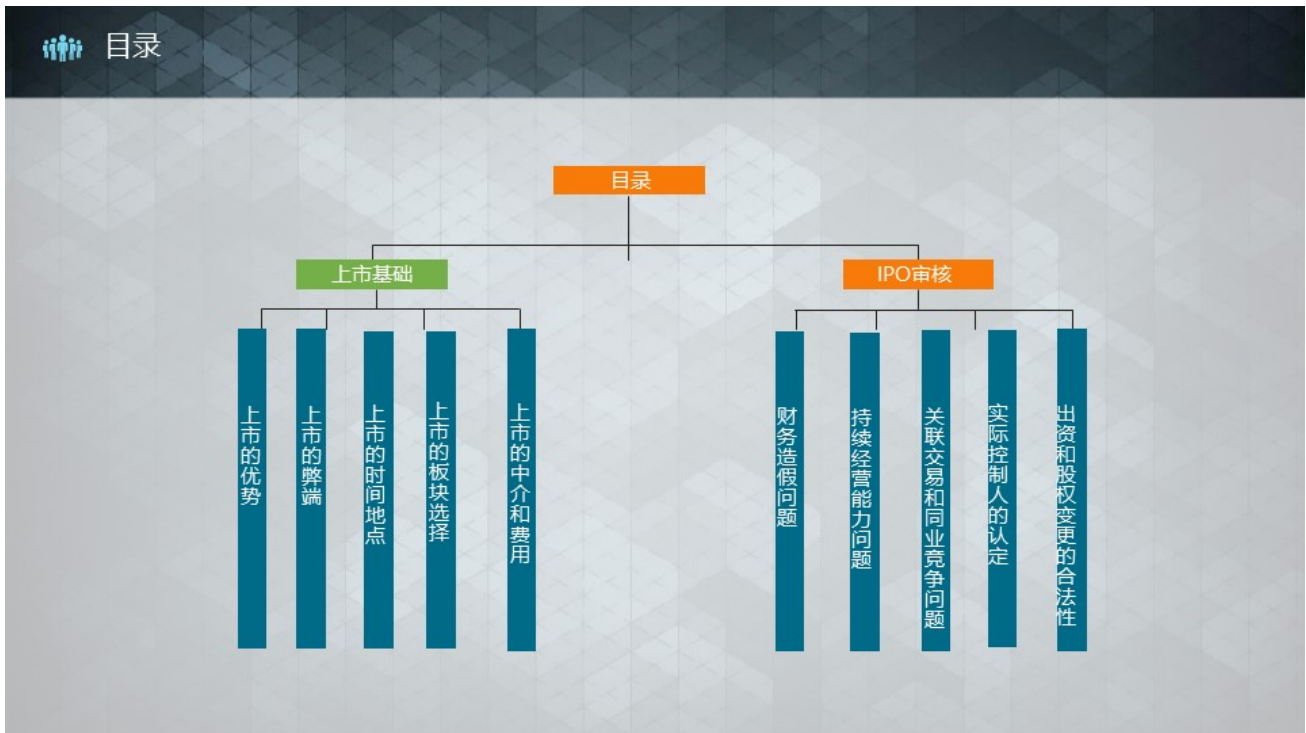 目录
目录
上市基础
IPO审核
上市的优势
上市的弊端
上市的时间地点
上市的板块选择
上市的中介和费用
财务造假问题
持续经营能力问题
关联交易和同业竞争问题
实际控制人的认定
出资和股权变更的合法性